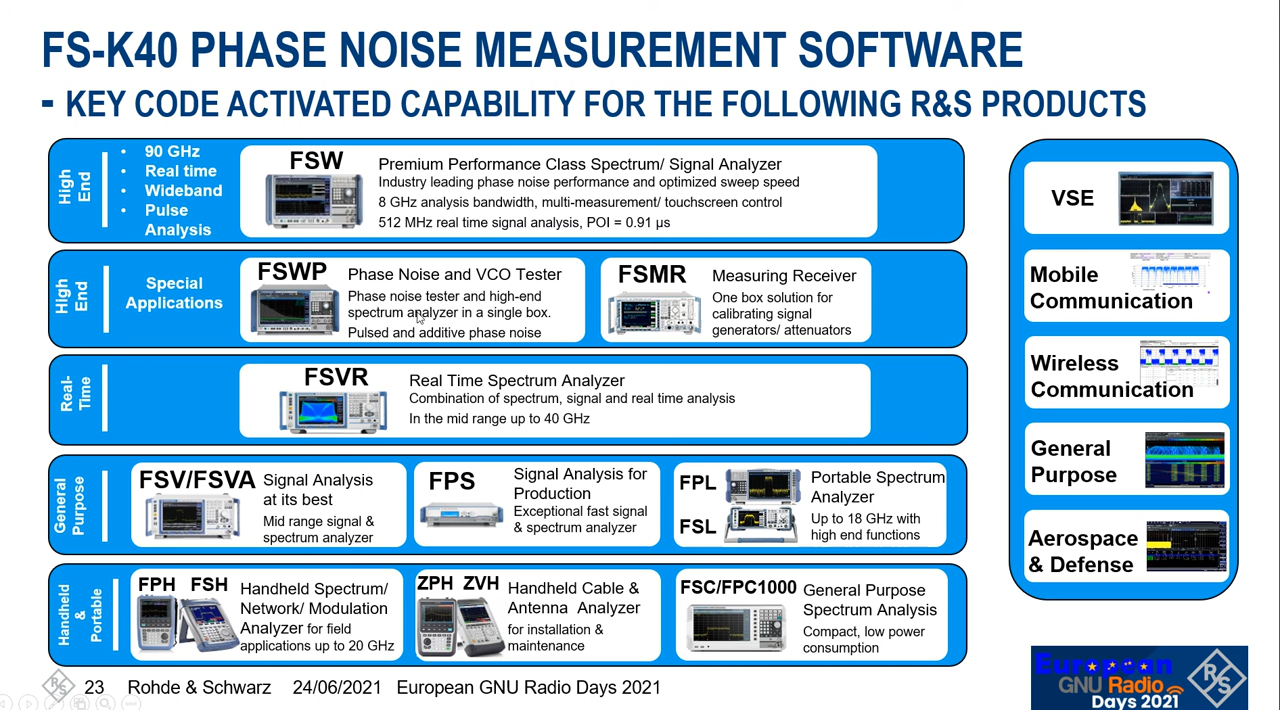 FS-K40 PHASE NOISE MEASUREMENT SOFTWARE
- KEY CODE ACTIVATED CAPABILITY FOR THE FOLLOWING R&S PRODUCTS
High
End
• 90 GHz
• Real time
• Wideband
• Pulse
Analysis
FSW
Premium Performance Class Spectrum/ Signal Analyzer
Industry leading phase noise performance and optimized sweep speed
8 GHz analysis bandwidth, multi-measurement/ touchscreen control
512 MHz real time signal analysis, POI = 0.91 µs
High
End
Special
Applications
FSWP
Phase Noise and VCO Tester
Phase noise tester and high-end
spectrum analyzer in a single box.
Pulsed and additive phase noise
FSMR
Measuring Receiver
One box solution for
calibrating signal
generators/ attenuators
Real-
Time
FSVR
Real Time Spectrum Analyzer
Combination of spectrum, signal and real time analysis
In the mid range up to 40 GHz
General
Purpose
FSV/FSVA
Signal Analysis
at its best
Mid range signal &
spectrum analyzer
FPS
Signal Analysis for
Production
Exceptional fast signal
& spectrum analyzer
FPL
FSL
Portable Spectrum
Analyzer
Up to 18 GHz with
high end functions
Handheld
&
Portable
FPH FSH
Handheld Spectrum/
Network/ Modulation
Analyzer for field
applications up to 20 GHz
ZPH ZVH
Handheld Cable &
Antenna Analyzer
for installation &
maintenance
FSC/FPC1000
General Purpose
Spectrum Analysis
Compact, low power
consumption
VSE
Mobile
Communication
Wireless
Communication
General
Purpose
Aerospace
& Defense
R S
23 Rohde & Schwarz 24/06/2021 European GNU Radio Days 2021
European
GNU Radio
Days 2021
R S